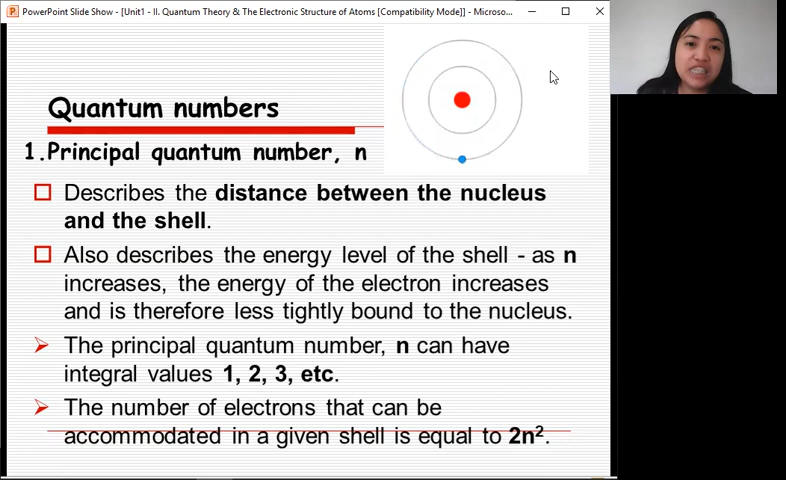 PowerPoint Slide Show - [Unit1 - II. Quantum Theory & The Electronic Structure of Atoms [Compatibility Mode]] - Microso...
Quantum numbers
1.Principal quantum number, n
Describes the distance between the nucleus
and the shell.
Also describes the energy level of the shell - as n
increases, the energy of the electron increases
and is therefore less tightly bound to the nucleus.
The principal quantum number, n can have
integral values 1, 2, 3, etc.
The number of electrons that can be
accommodated in a given shell is equal to 2n².